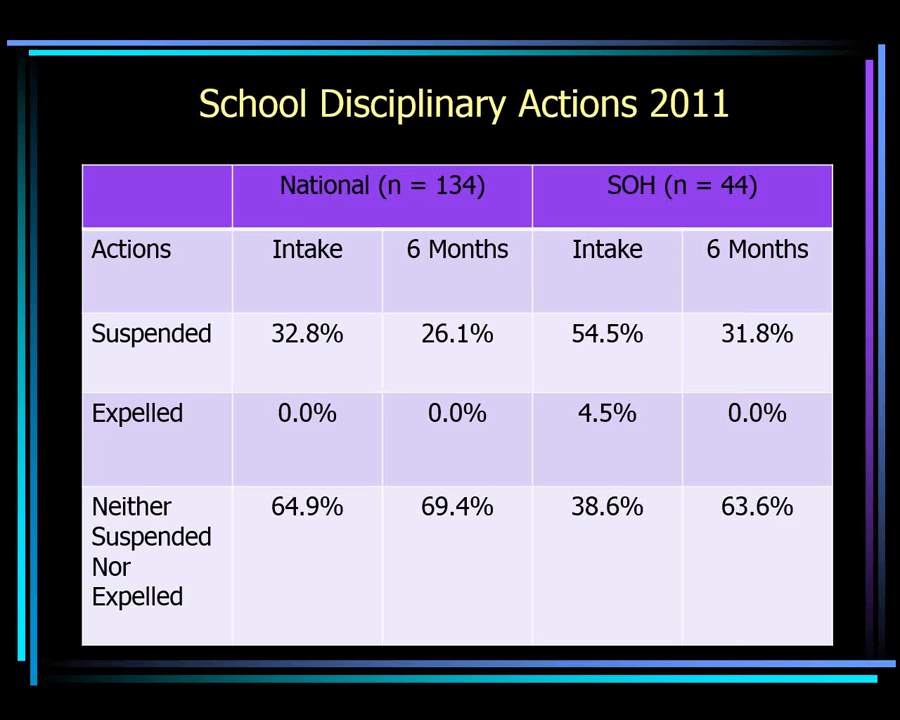 School Disciplinary Actions 2011
National (n = 134) SOH (n = 44)
Actions Intake 6 Months Intake 6 Months
Suspended 32.8% 26.1% 54.5% 31.8%
Expelled 0.0% 0.0% 4.5% 0.0%
Neither 64.9% 69.4% 38.6% 63.6%
Suspended
Nor
Expelled